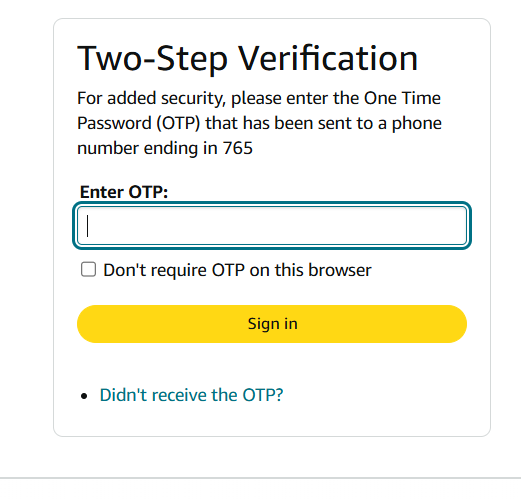 Two-Step Verification
For added security, please enter the One Time
Password (OTP) that has been sent to a phone
number ending in 765
Enter OTP:
Don't require OTP on this browser
Sign in
Didn't receive the OTP?